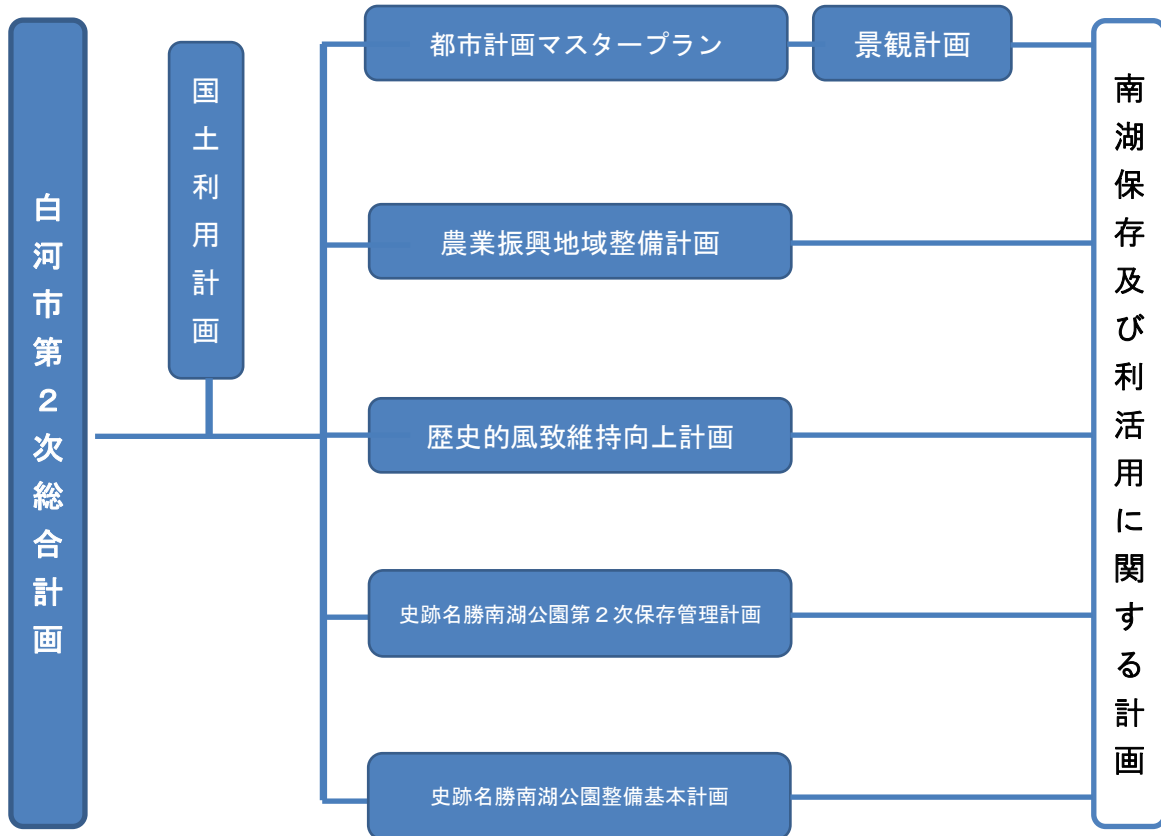 白河市第２次総合計画
国土利用計画
都市計画マスタープラン
景観計画
農業振興地域整備計画
歴史的風致維持向上計画
史跡名勝南湖公園第２次保存管理計画
史跡名勝南湖公園整備基本計画
南湖保存及び利活用に関する計画